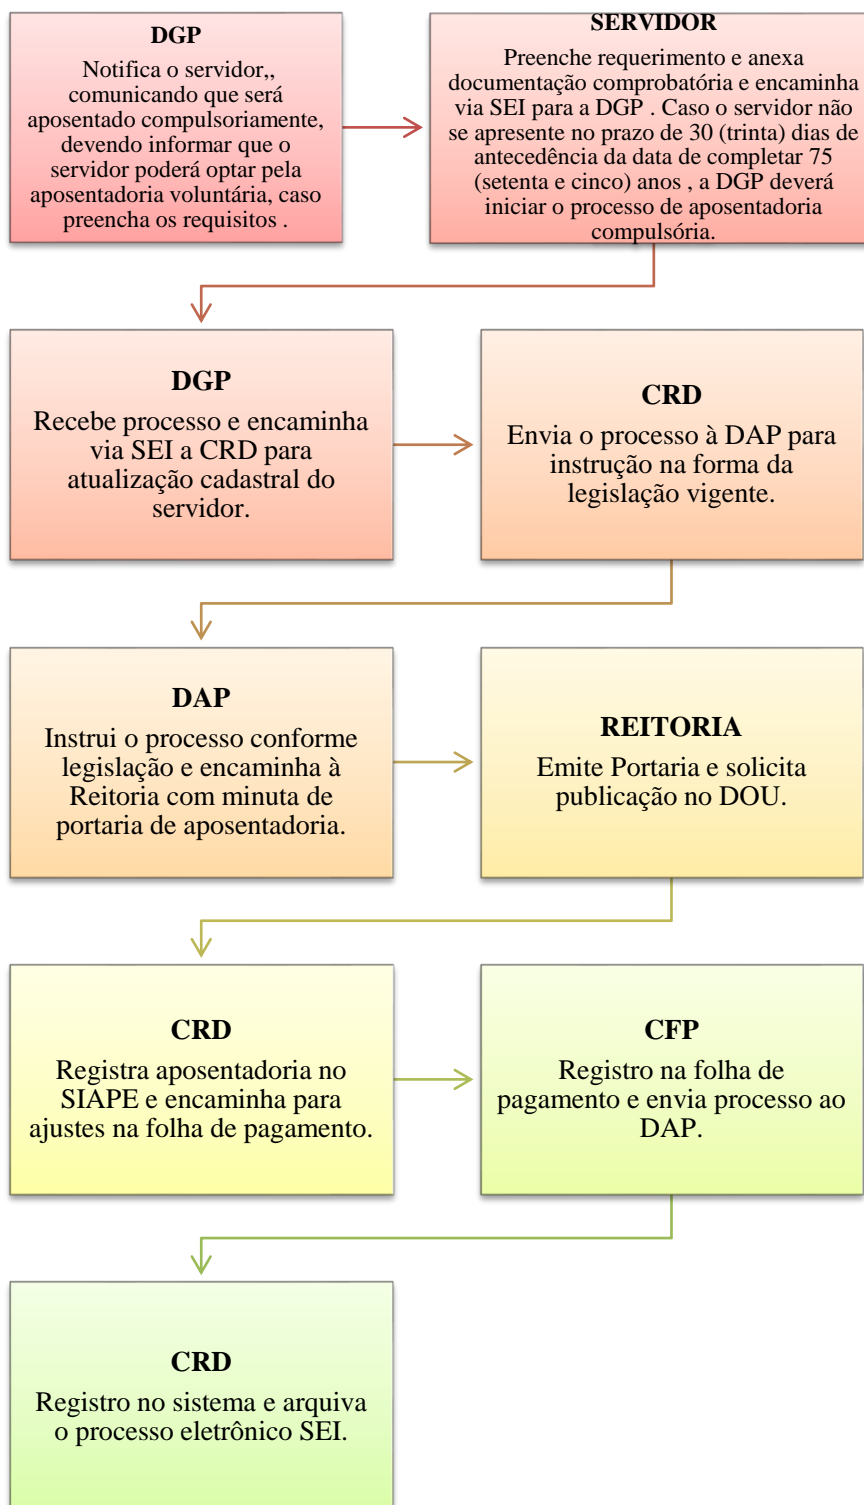 DGP
Notifica o servidor,,
comunicando que será
aposentado compulsoriamente,
devendo informar que o
servidor poderá optar pela
aposentadoria voluntária, caso
preencha os requisitos .
SERVIDOR
Preenche requerimento e anexa
documentação comprobatória e encaminha
via SEI para a DGP . Caso o servidor não
se apresente no prazo de 30 (trinta) dias de
antecedência da data de completar 75
(setenta e cinco) anos , a DGP deverá
iniciar o processo de aposentadoria
compulsória.
DGP
Recebe processo e encaminha
via SEI a CRD para
atualização cadastral do
servidor.
CRD
Envia o processo à DAP para
instrução na forma da
legislação vigente.
DAP
Instrui o processo conforme
legislação e encaminha à
Reitoria com minuta de
portaria de aposentadoria.
REITORIA
Emite Portaria e solicita
publicação no DOU.
CRD
Registra aposentadoria no
SIAPE e encaminha para
ajustes na folha de pagamento.
CFP
Registro na folha de
pagamento e envia processo ao
DAP.
CRD
Registro no sistema e arquiva
o processo eletrônico SEI.